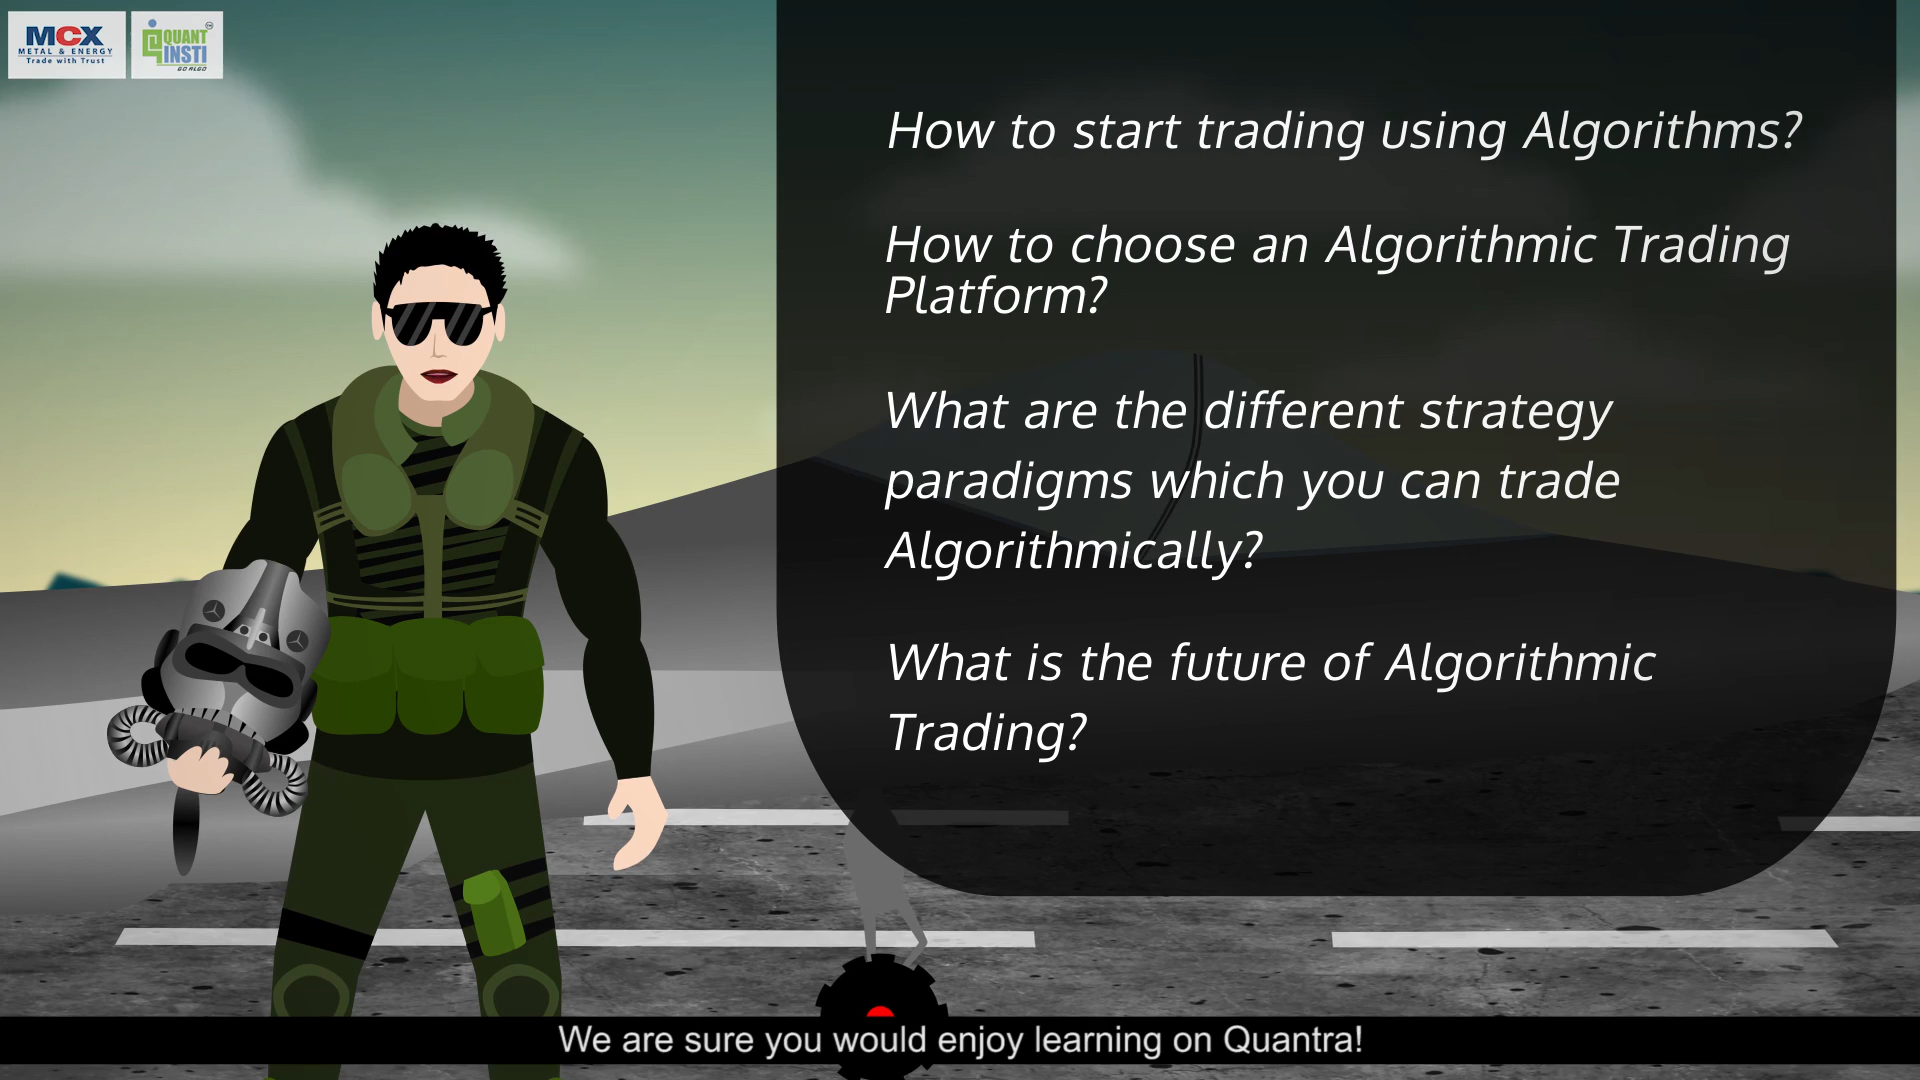 MCX
METAL & ENERGY
Trade with Trust
QUANT
INSTI
GO ALGO
How to start trading using Algorithms?
How to choose an Algorithmic Trading
Platform?
What are the different strategy
paradigms which you can trade
Algorithmically?
What is the future of Algorithmic
Trading?
We are sure you would enjoy learning on Quantra!